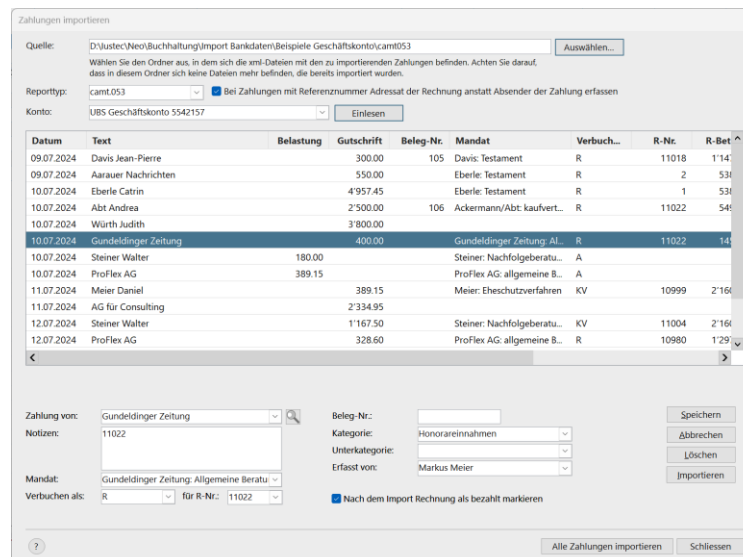 Zahlungen importieren
Quelle: D:\Justec\Neo\Buchhaltung\Import Bankdaten\Beispiele Geschäftskonto\camt053 Auswählen...
Wählen Sie den Ordner aus, in dem sich die xml-Dateien mit den zu importierenden Zahlungen befinden. Achten Sie darauf,
dass in diesem Ordner sich keine Dateien mehr befinden, die bereits importiert wurden.
Reporttyp: camt.053 Bei Zahlungen mit Referenznummer Adressat der Rechnung anstatt Absender der Zahlung erfassen
Konto: UBS Geschäftskonto 5542157 Einlesen
Datum Text Belastung Gutschrift Beleg-Nr. Mandat Verbuch... R-Nr. R-Bet
09.07.2024 Davis Jean-Pierre 300.00 105 Davis: Testament R 11018 1'147
09.07.2024 Aarauer Nachrichten 550.00 Eberle: Testament R 2 538
10.07.2024 Eberle Catrin 4'957.45 Eberle: Testament R 1 538
10.07.2024 Abt Andrea 2'500.00 106 Ackermann/Abt: kaufvert... R 11022 549
10.07.2024 Würth Judith 3'800.00
10.07.2024 Gundeldinger Zeitung 400.00 Gundeldinger Zeitung: Al... R 11022 145
10.07.2024 Steiner Walter 180.00 Steiner: Nachfolgeberatu... A
10.07.2024 ProFlex AG 389.15 ProFlex AG: allgemeine B... A
11.07.2024 Meier Daniel 389.15 Meier: Eheschutzverfahren KV 10999 2'160
11.07.2024 AG für Consulting 2'334.95
12.07.2024 Steiner Walter 1'167.50 Steiner: Nachfolgeberatu... KV 11004 2'160
12.07.2024 ProFlex AG 328.60 ProFlex AG: allgemeine B... R 10980 1'297
Zahlung von: Gundeldinger Zeitung Beleg-Nr.: Speichern
Notizen: 11022 Kategorie: Honorareinnahmen Abbrechen
Unterkategorie: Löschen
Erfasst von: Markus Meier Importieren
Mandat: Gundeldinger Zeitung: Allgemeine Beratu
Verbuchen als: R für R-Nr.: 11022 Nach dem Import Rechnung als bezahlt markieren
? Alle Zahlungen importieren Schliessen